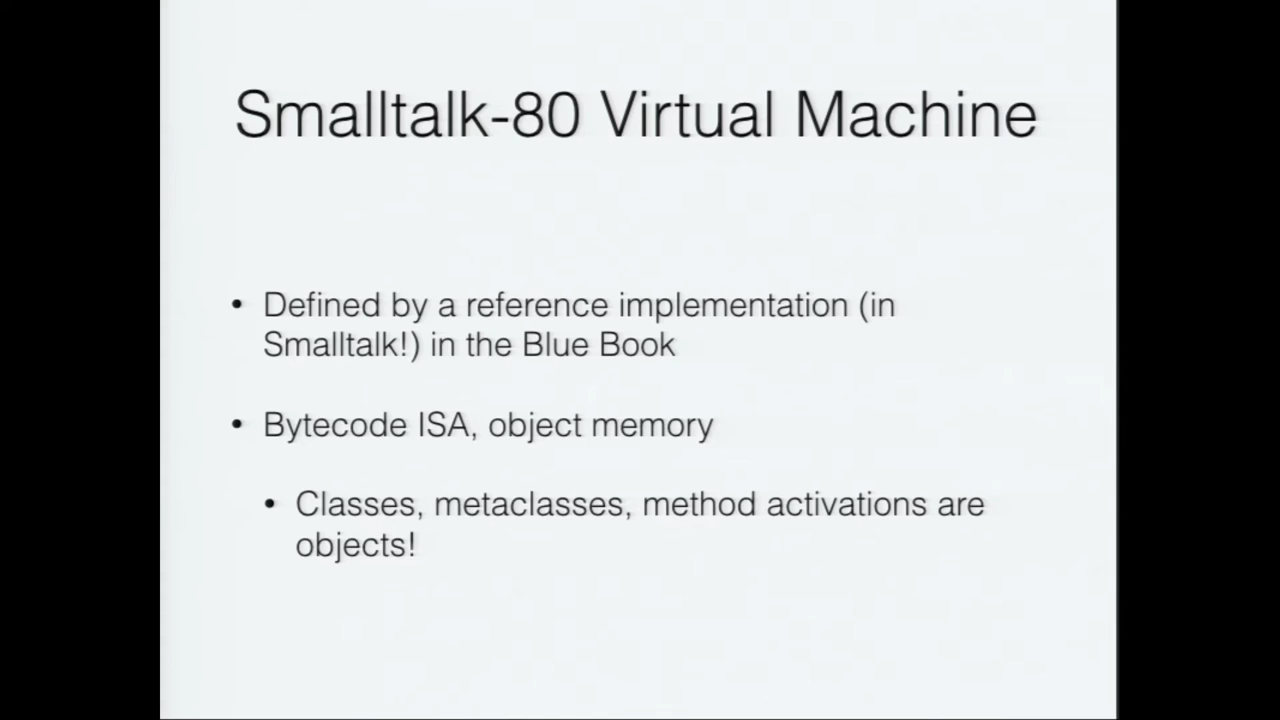 Smalltalk-80 Virtual Machine
• Defined by a reference implementation (in
Smalltalk!) in the Blue Book
• Bytecode ISA, object memory
• Classes, metaclasses, method activations are
objects!